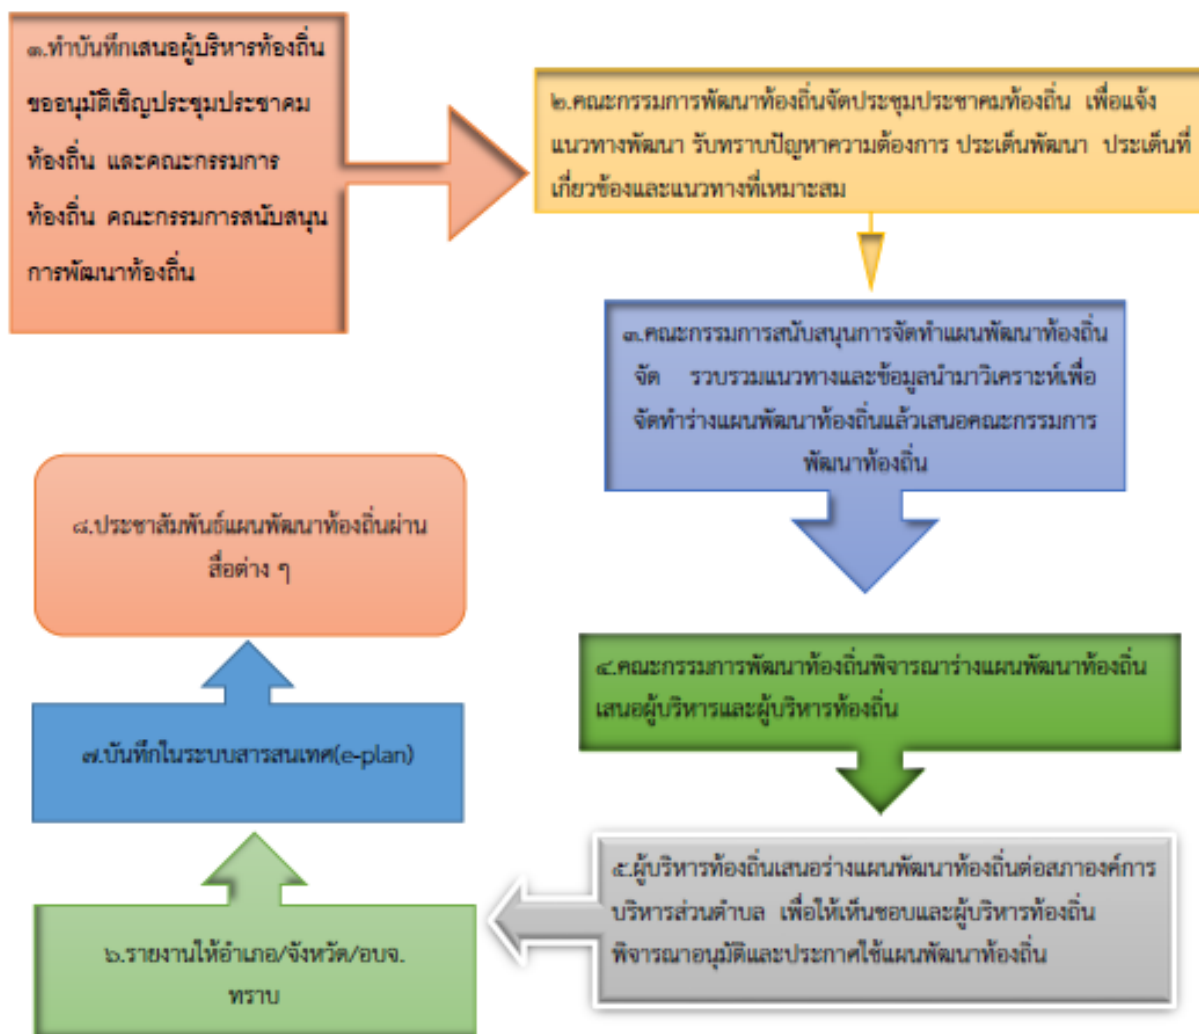 ๑.ทำบันทึกเสนอผู้บริหารท้องถิ่น
ขออนุมัติเชิญประชุมประชาคม
ท้องถิ่น และคณะกรรมการ
ท้องถิ่น คณะกรรมการสนับสนุน
การพัฒนาท้องถิ่น
๒.คณะกรรมการพัฒนาท้องถิ่นจัดประชุมประชาคมท้องถิ่น เพื่อแจ้ง
แนวทางพัฒนา รับทราบปัญหาความต้องการ ประเด็นพัฒนา ประเด็นที่
เกี่ยวข้องและแนวทางที่เหมาะสม
๓.คณะกรรมการสนับสนุนการจัดทำแผนพัฒนาท้องถิ่น
จัด รวบรวมแนวทางและข้อมูลนำมาวิเคราะห์เพื่อ
จัดทำร่างแผนพัฒนาท้องถิ่นแล้วเสนอคณะกรรมการ
พัฒนาท้องถิ่น
๔.คณะกรรมการพัฒนาท้องถิ่นพิจารณาร่างแผนพัฒนาท้องถิ่น
เสนอผู้บริหารและผู้บริหารท้องถิ่น
๕.ผู้บริหารท้องถิ่นเสนอร่างแผนพัฒนาท้องถิ่นต่อสภาองค์การ
บริหารส่วนตำบล เพื่อให้เห็นชอบและผู้บริหารท้องถิ่น
พิจารณาอนุมัติและประกาศใช้แผนพัฒนาท้องถิ่น
๖.รายงานให้อำเภอ/จังหวัด/อบจ.
ทราบ
๗.บันทึกในระบบสารสนเทศ(e-plan)
๘.ประชาสัมพันธ์แผนพัฒนาท้องถิ่นผ่าน
สื่อต่าง ๆ